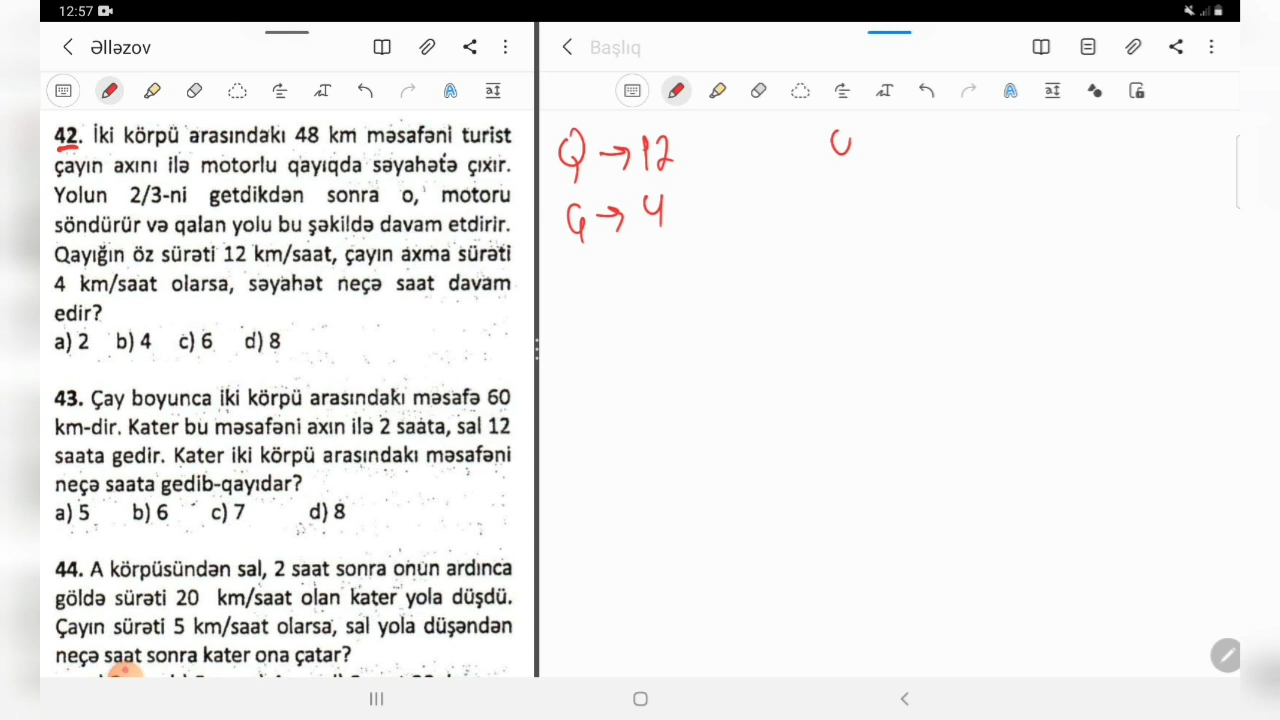 12:57
Əlləzov
Başlıq
42. İki körpü arasındakı 48 km məsafəni turist
çayın axını ilə motorlu qayıqda səyahətə çıxır.
Yolun 2/3-ni getdikdən sonra o, motoru
söndürür və qalan yolu bu şəkildə davam etdirir.
Qayığın öz sürəti 12 km/saat, çayın axma sürəti
4 km/saat olarsa, səyahət neçə saat davam
edir?
a) 2 b) 4 c) 6 d) 8
43. Çay boyunca iki körpü arasındakı məsafə 60
km-dir. Kater bu məsafəni axın ilə 2 saata, sal 12
saata gedir. Kater iki körpü arasındakı məsafəni
neçə saata gedib-qayıdar?
a) 5 b) 6 c) 7 d) 8
44. A körpüsündən sal, 2 saat sonra onun ardınca
göldə sürəti 20 km/saat olan kater yola düşdü.
Çayın sürəti 5 km/saat olarsa, sal yola düşəndən
neçə saat sonra kater ona çatar?
Q → 12
Ç → 4